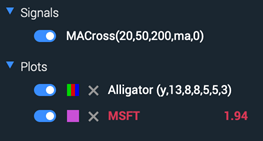 Signals
MACross(20,50,200,ma,0)
Plots
Alligator (y,13,8,8,5,5,3)
MSFT 1.94